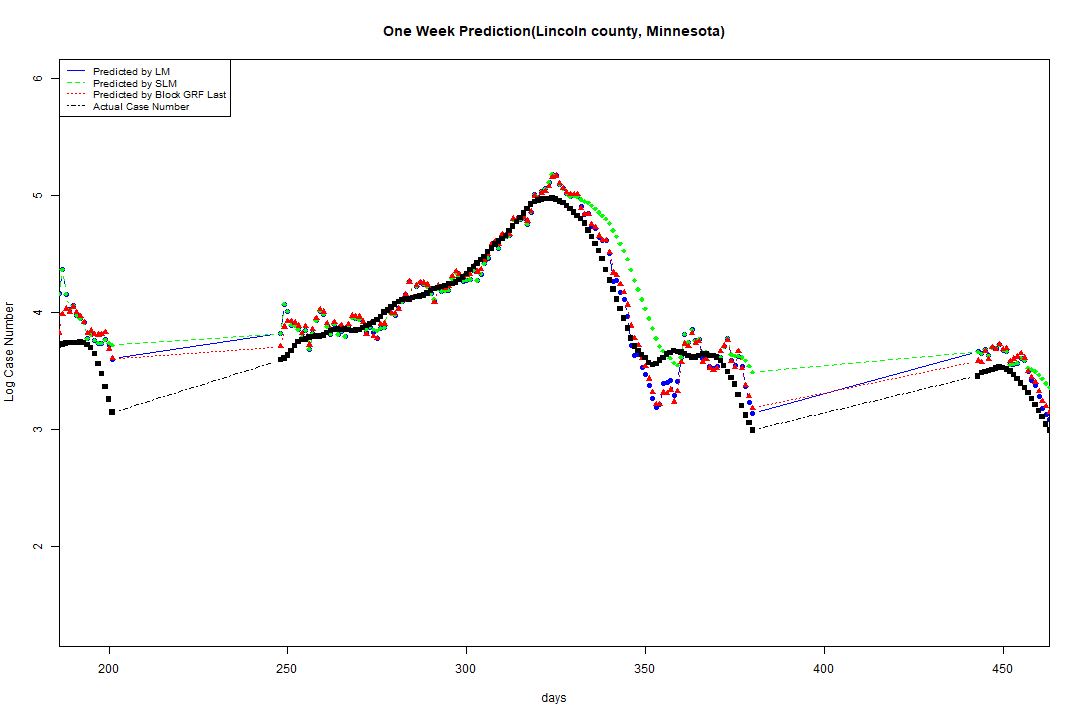 One Week Prediction(Lincoln county, Minnesota)
Predicted by LM
Predicted by SLM
Predicted by Block GRF Last
Actual Case Number
6
5
4
3
2
Log Case Number
200 250 300 350 400 450
days